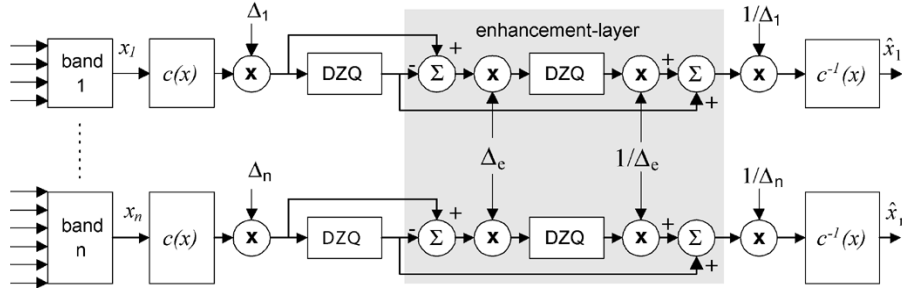 enhancement-layer
Δ1
1/Δ1
band
1
x1
c(x)
x
DZQ
-
+
Σ
x
DZQ
x
+
Σ
+
x
c-1(x)
x̂1
Δe
1/Δe
Δn
1/Δn
band
n
xn
c(x)
x
DZQ
-
+
Σ
x
DZQ
x
+
Σ
+
x
c-1(x)